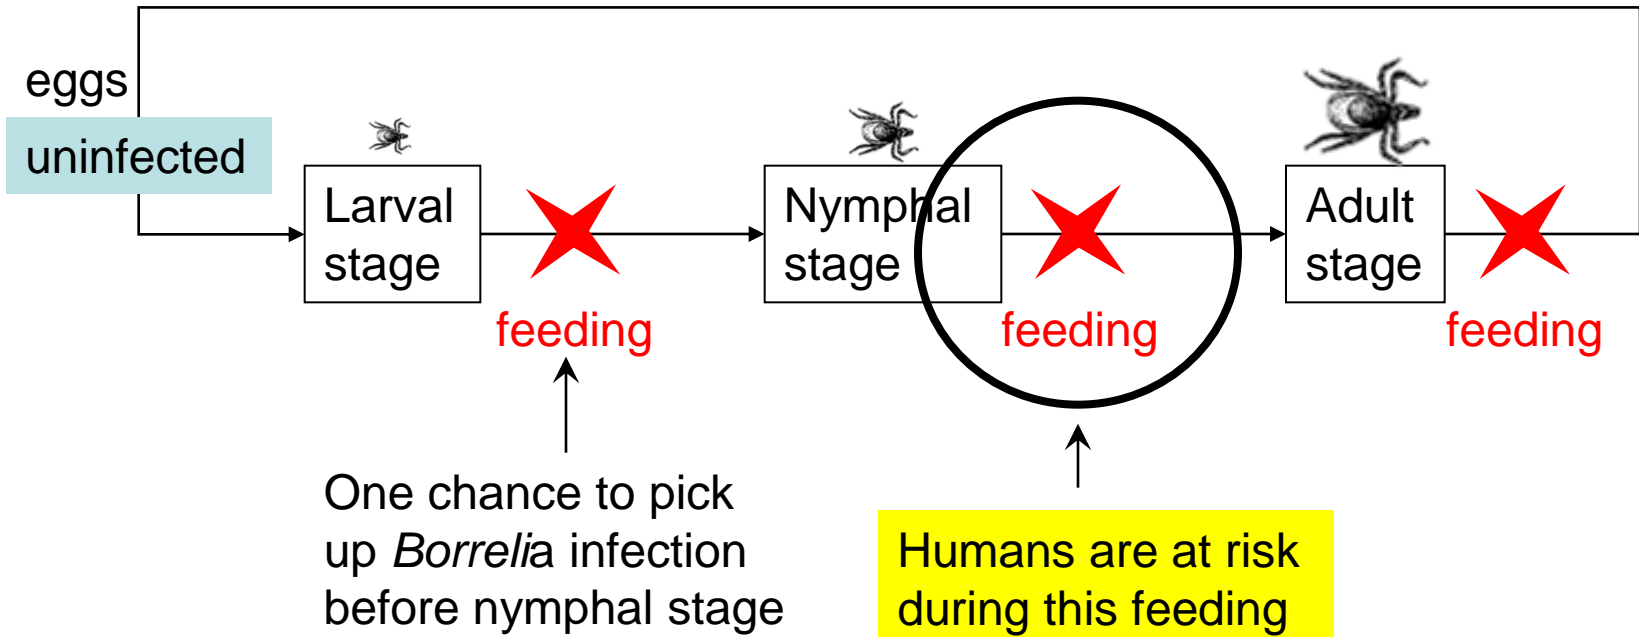 eggs
uninfected
Larval
stage
feeding
Nymphal
stage
feeding
Adult
stage
feeding
One chance to pick
up Borrelia infection
before nymphal stage
Humans are at risk
during this feeding